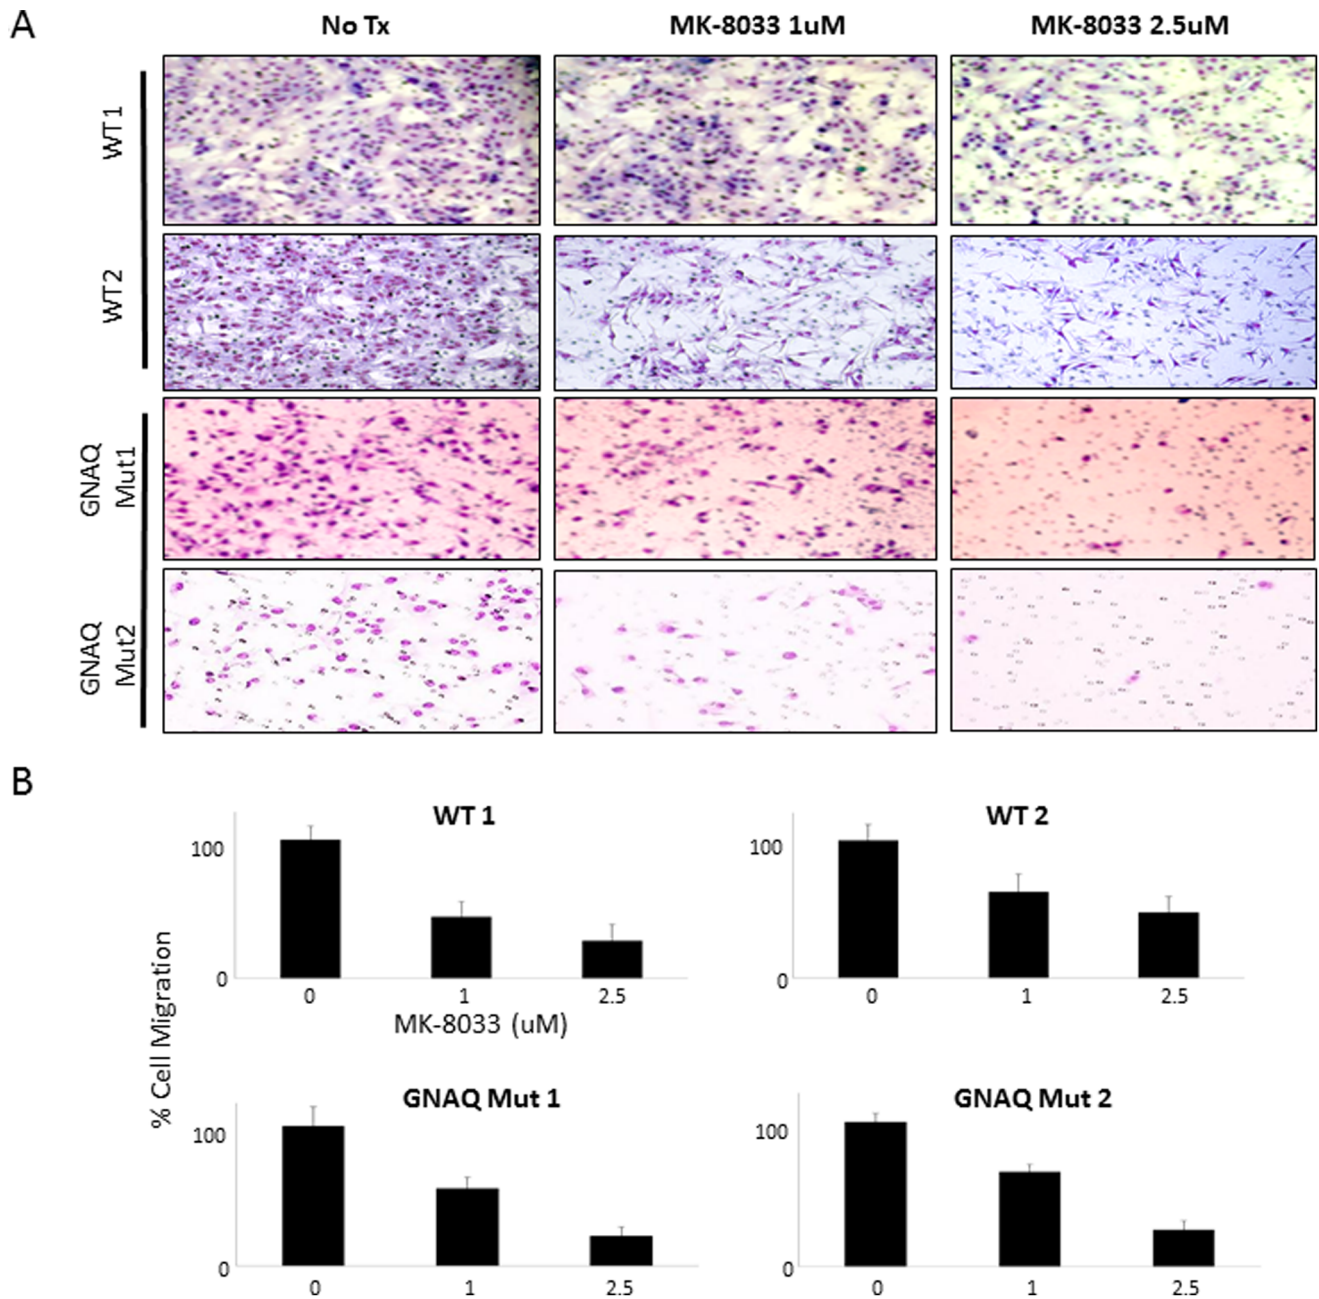 A
No Tx
MK-8033 1uM
MK-8033 2.5uM
WT1
WT2
GNAQ
Mut1
GNAQ
Mut2
B
% Cell Migration
WT 1
100
0
0
1
2.5
MK-8033 (uM)
WT 2
100
0
0
1
2.5
GNAQ Mut 1
100
0
0
1
2.5
GNAQ Mut 2
100
0
0
1
2.5